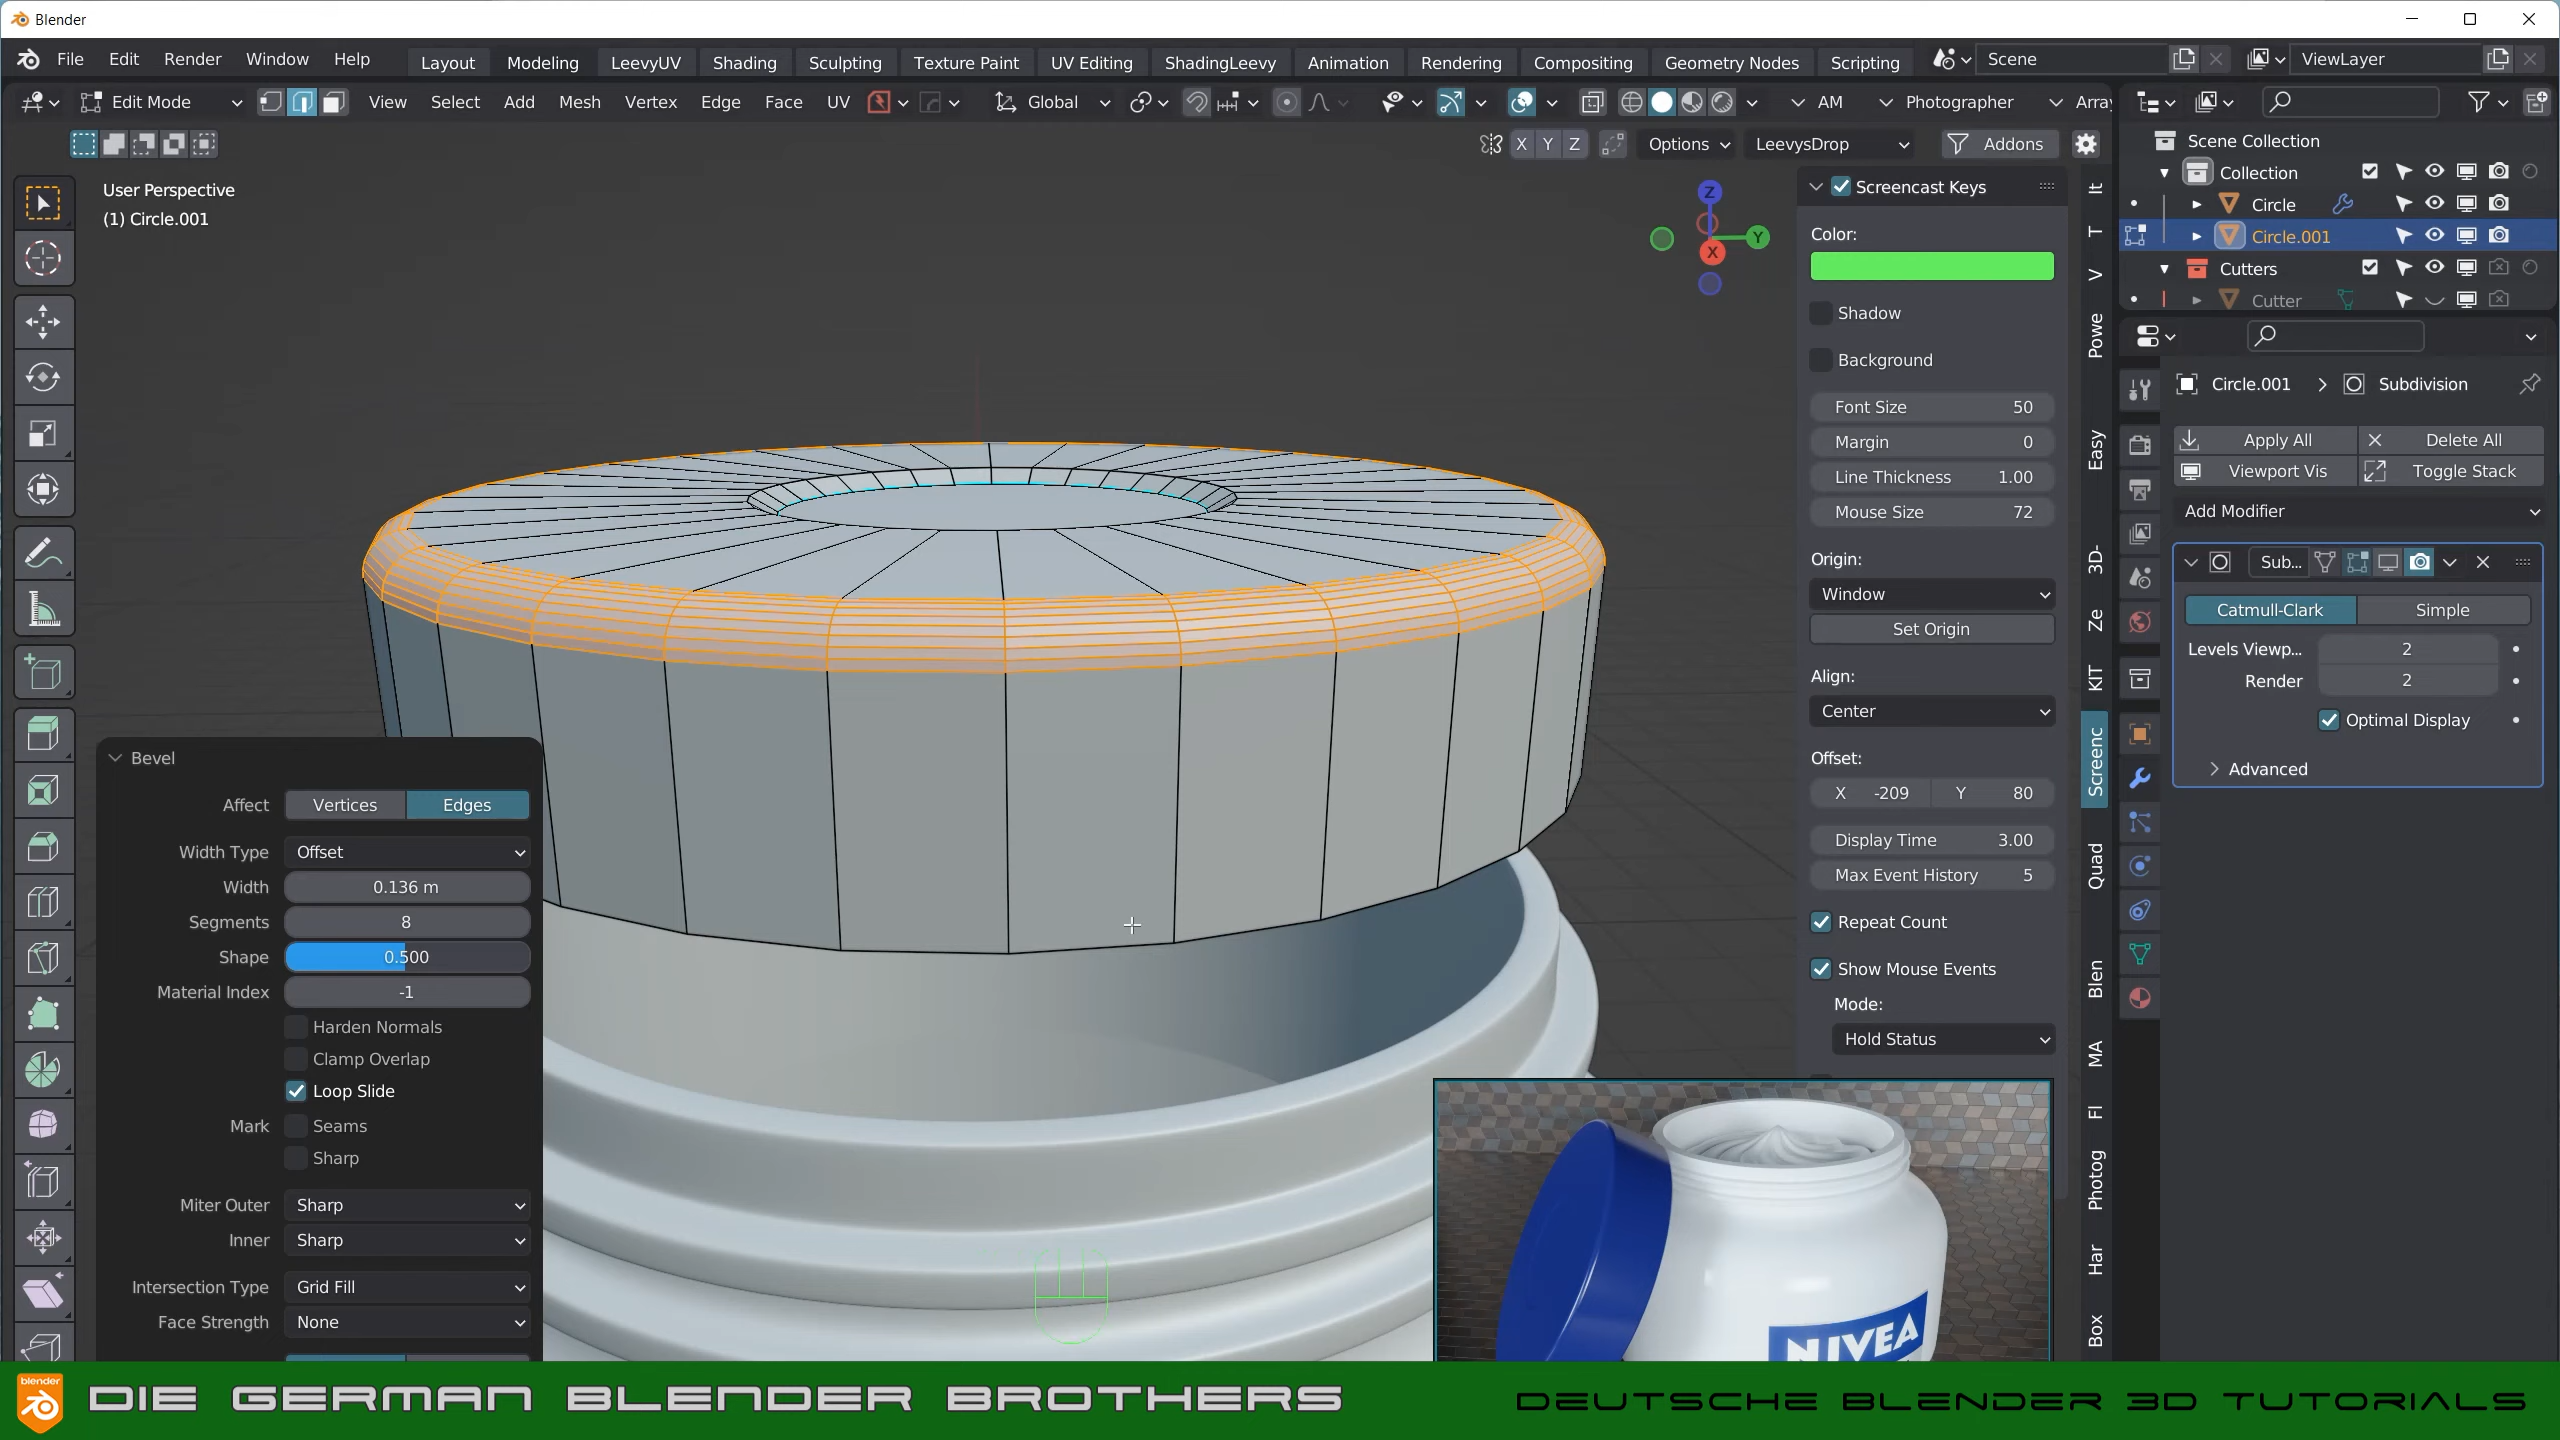 Blender
File Edit Render Window Help Layout Modeling LeevyUV Shading Sculpting Texture Paint UV Editing ShadingLeevy Animation Rendering Compositing Geometry Nodes Scripting Scene ViewLayer
Edit Mode View Select Add Mesh Vertex Edge Face UV Global AM Photographer Array
X Y Z Options LeevysDrop Addons
User Perspective
(1) Circle.001
Z
Y
X
Screencast Keys
Color:
Shadow
Background
Font Size 50
Margin 0
Line Thickness 1.00
Mouse Size 72
Origin:
Window
Set Origin
Align:
Center
Offset:
X -209 Y 80
Display Time 3.00
Max Event History 5
Repeat Count
Show Mouse Events
Mode:
Hold Status
It
T
V
Powe
Easy
3D-
Ze
KIT
Screenc
Quad
Blen
MA
Fl
Photog
Har
Box
Scene Collection
Collection
Circle
Circle.001
Cutters
Cutter
Circle.001 > Subdivision
Apply All Delete All
Viewport Vis Toggle Stack
Add Modifier
Sub...
Catmull-Clark Simple
Levels Viewp... 2
Render 2
Optimal Display
Advanced
Bevel
Affect Vertices Edges
Width Type Offset
Width 0.136 m
Segments 8
Shape 0.500
Material Index -1
Harden Normals
Clamp Overlap
Loop Slide
Mark Seams
Sharp
Miter Outer Sharp
Inner Sharp
Intersection Type Grid Fill
Face Strength None
NIVEA
blender
DIE GERMAN BLENDER BROTHERS
DEUTSCHE BLENDER 3D TUTORIALS